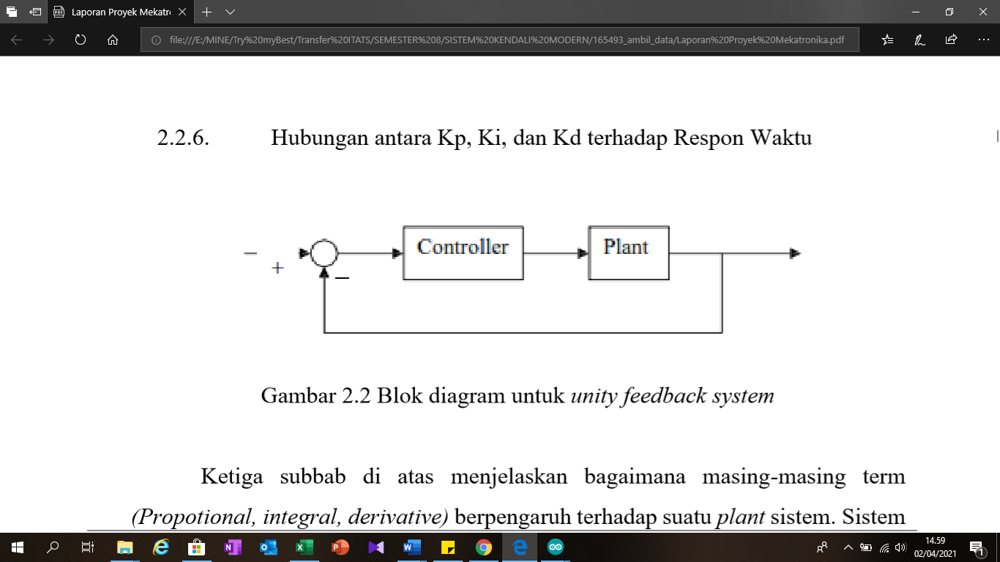 Laporan Proyek Mekatr
file:///E:/MINE/Try%20myBest/Transfer%20ITATS/SEMESTER%208/SISTEM%20KENDALI%20MODERN/165493_ambil_data/Laporan%20Proyek%20Mekatronika.pdf
2.2.6. Hubungan antara Kp, Ki, dan Kd terhadap Respon Waktu
Controller
Plant
– +
–
Gambar 2.2 Blok diagram untuk unity feedback system
Ketiga subbab di atas menjelaskan bagaimana masing-masing term
(Propotional, integral, derivative) berpengaruh terhadap suatu plant sistem. Sistem
14.59
02/04/2021